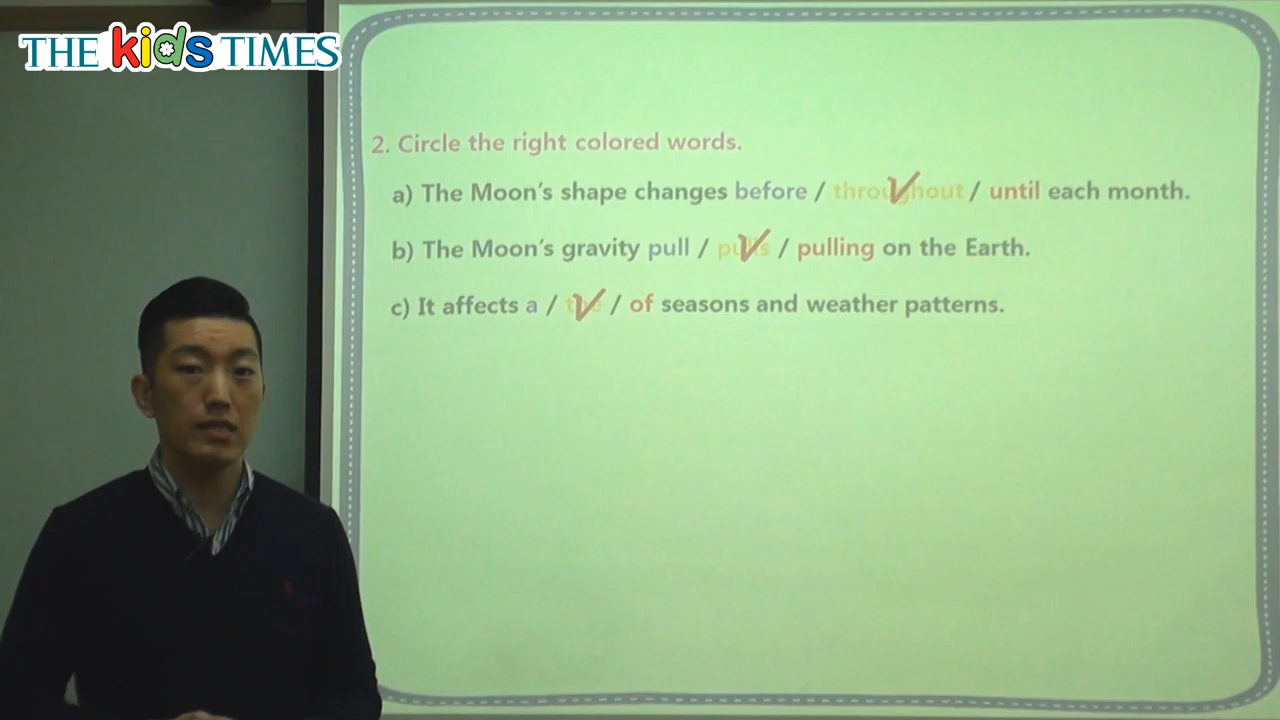 THE kids TIMES
2. Circle the right colored words.
a) The Moon's shape changes before / throughout / until each month.
b) The Moon's gravity pull / pulls / pulling on the Earth.
c) It affects a / the / of seasons and weather patterns.